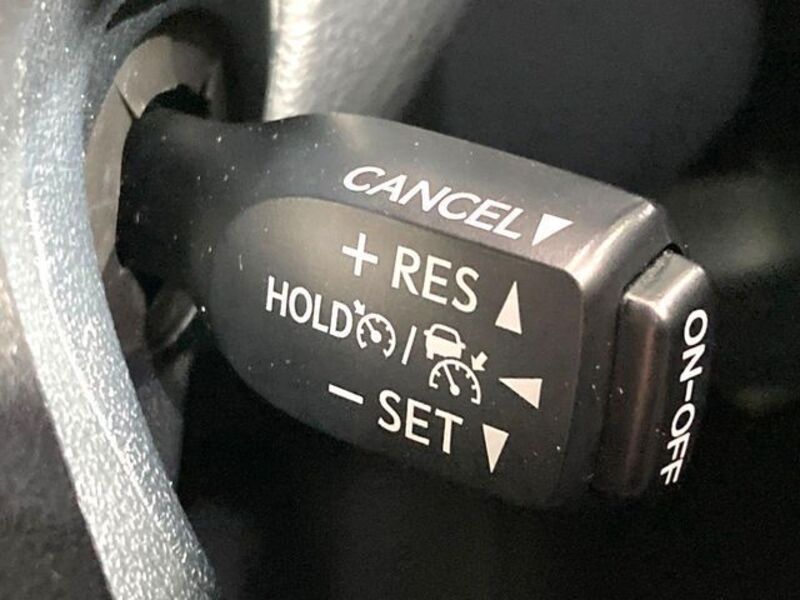 CANCEL
+ RES
HOLD /
- SET
ON-OFF